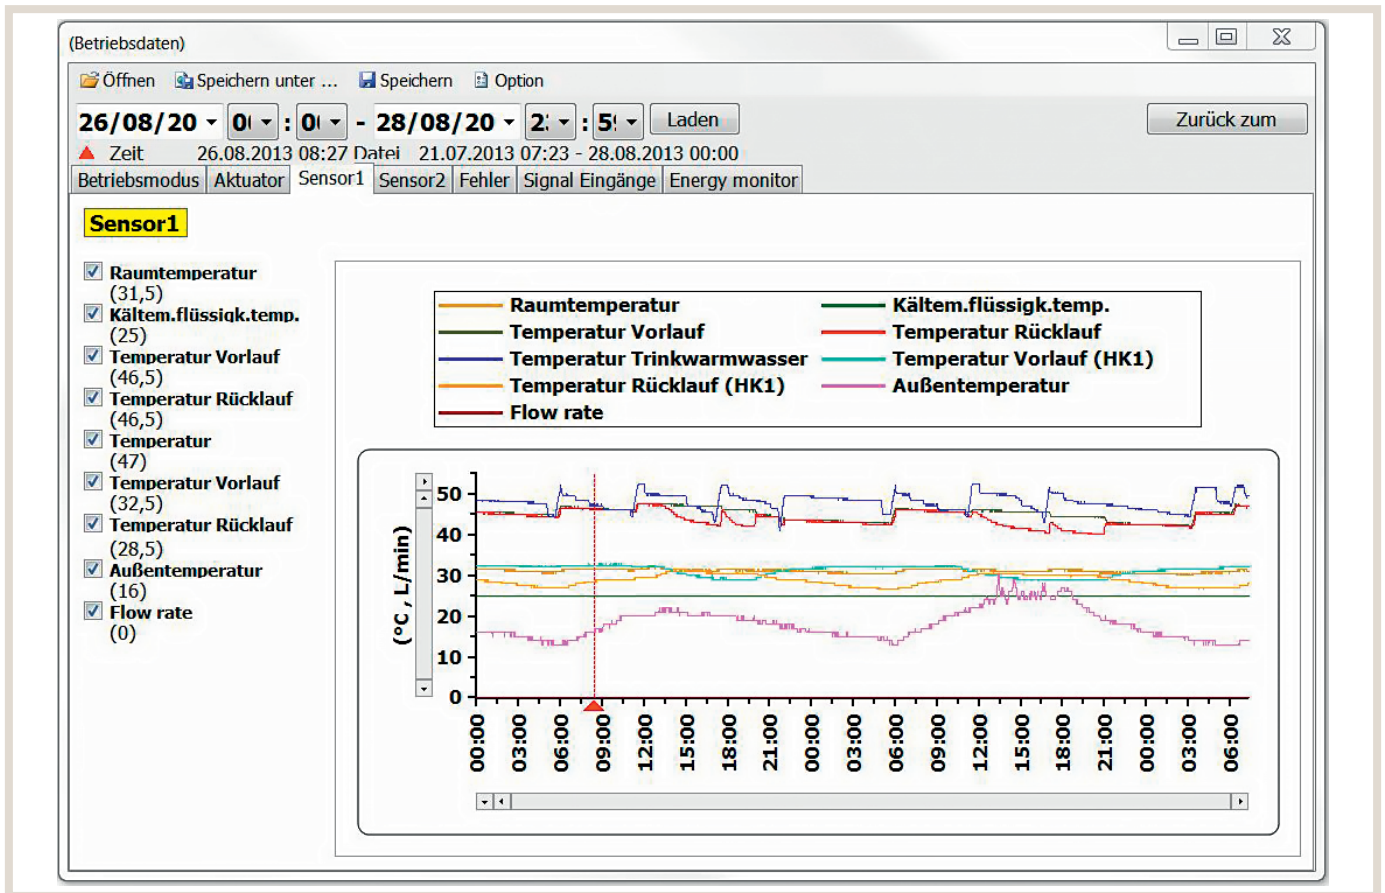 (Betriebsdaten)
Öffnen Speichern unter ... Speichern Option
26/08/20 : - 28/08/20 : Laden Zurück zum
Zeit 26.08.2013 08:27 Datei 21.07.2013 07:23 - 28.08.2013 00:00
Betriebsmodus Aktuator Sensor1 Sensor2 Fehler Signal Eingänge Energy monitor
Sensor1
Raumtemperatur
(31,5)
Kältem.flüssigk.temp.
(25)
Temperatur Vorlauf
(46,5)
Temperatur Rücklauf
(46,5)
Temperatur
(47)
Temperatur Vorlauf
(32,5)
Temperatur Rücklauf
(28,5)
Außentemperatur
(16)
Flow rate
(0)
Raumtemperatur Kältem.flüssigk.temp.
Temperatur Vorlauf Temperatur Rücklauf
Temperatur Trinkwarmwasser Temperatur Vorlauf (HK1)
Temperatur Rücklauf (HK1) Außentemperatur
Flow rate
(°C , L/min)
50
40
30
20
10
0
00:00 03:00 06:00 09:00 12:00 15:00 18:00 21:00 00:00 03:00 06:00 09:00 12:00 15:00 18:00 21:00 00:00 03:00 06:00